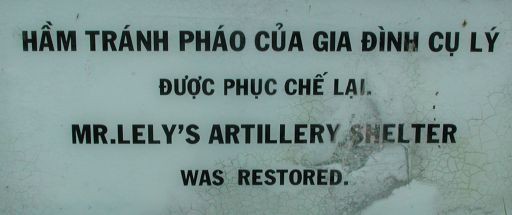 HẦM TRÁNH PHÁO CỦA GIA ĐÌNH CỤ LÝ
ĐƯỢC PHỤC CHẾ LẠI.
MR.LELY'S ARTILLERY SHELTER
WAS RESTORED.